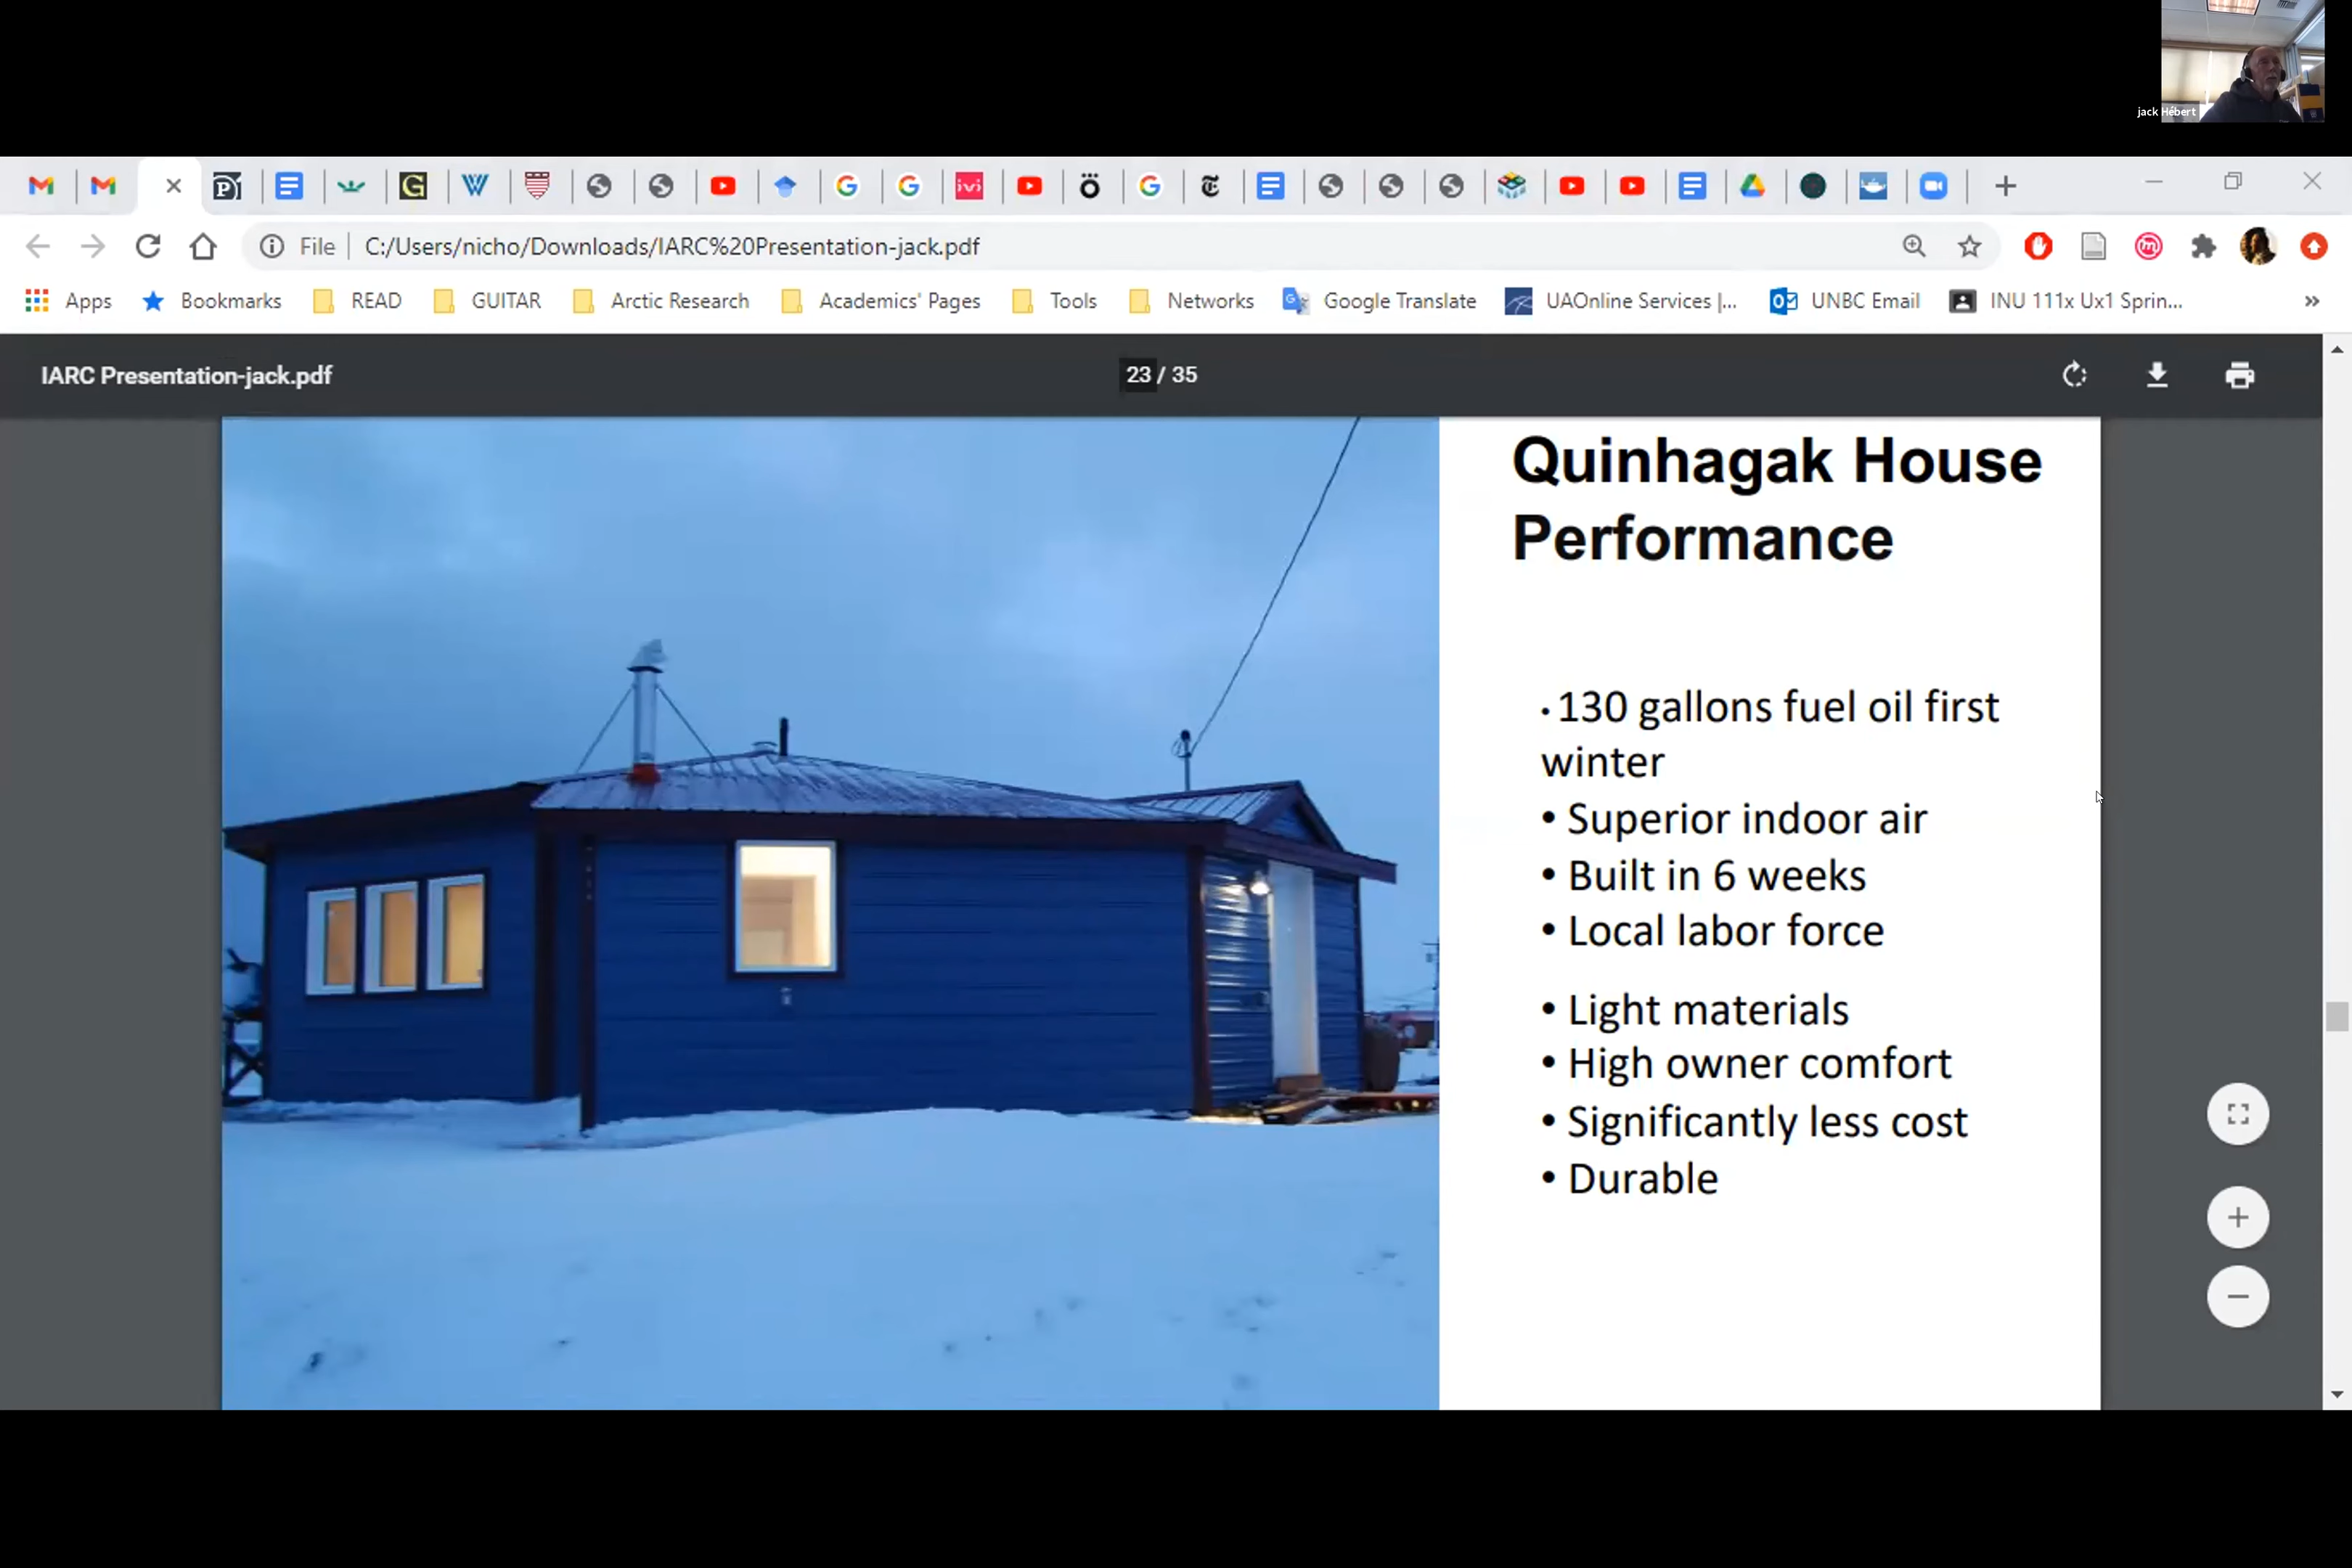 jack Hébert
File C:/Users/nicho/Downloads/IARC%20Presentation-jack.pdf
Apps Bookmarks READ GUITAR Arctic Research Academics' Pages Tools Networks Google Translate UAOnline Services |... UNBC Email INU 111x Ux1 Sprin... »
IARC Presentation-jack.pdf 23 / 35
Quinhagak House
Performance
• 130 gallons fuel oil first
winter
• Superior indoor air
• Built in 6 weeks
• Local labor force
• Light materials
• High owner comfort
• Significantly less cost
• Durable